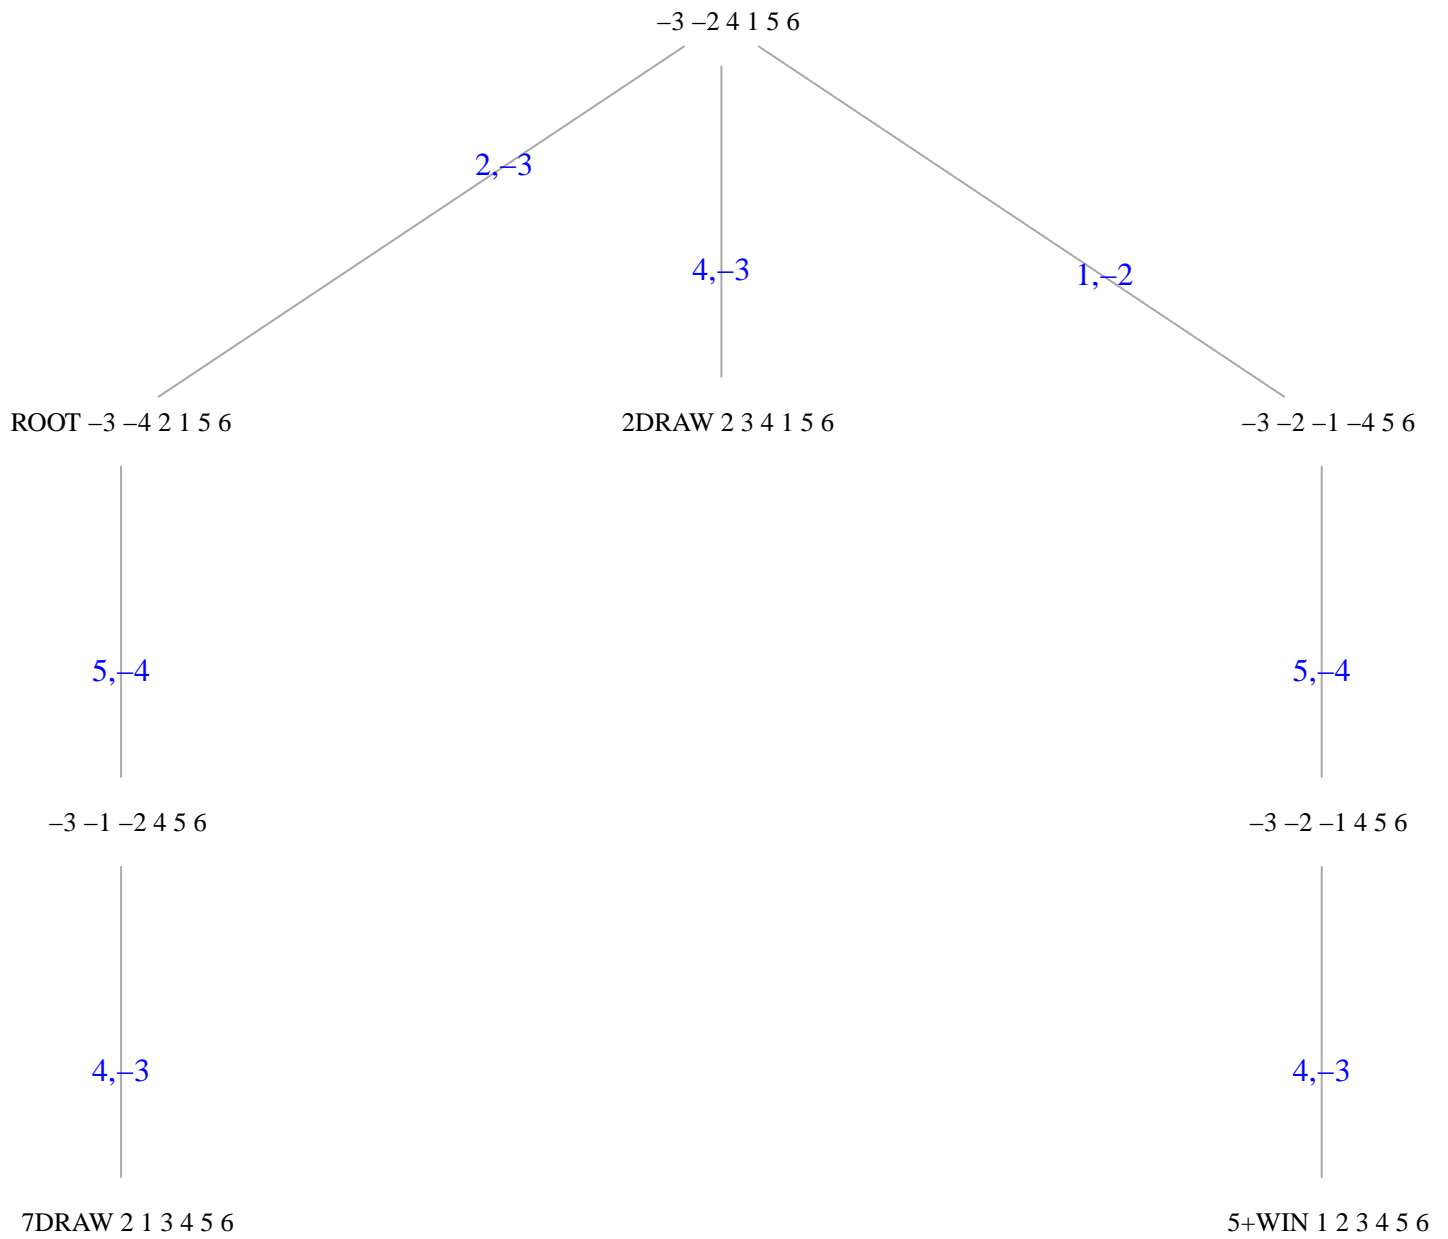 –3 –2 4 1 5 6
2,–3
4,–3
1,–2
ROOT –3 –4 2 1 5 6
2DRAW 2 3 4 1 5 6
–3 –2 –1 –4 5 6
5,–4
5,–4
–3 –1 –2 4 5 6
–3 –2 –1 4 5 6
4,–3
4,–3
7DRAW 2 1 3 4 5 6
5+WIN 1 2 3 4 5 6